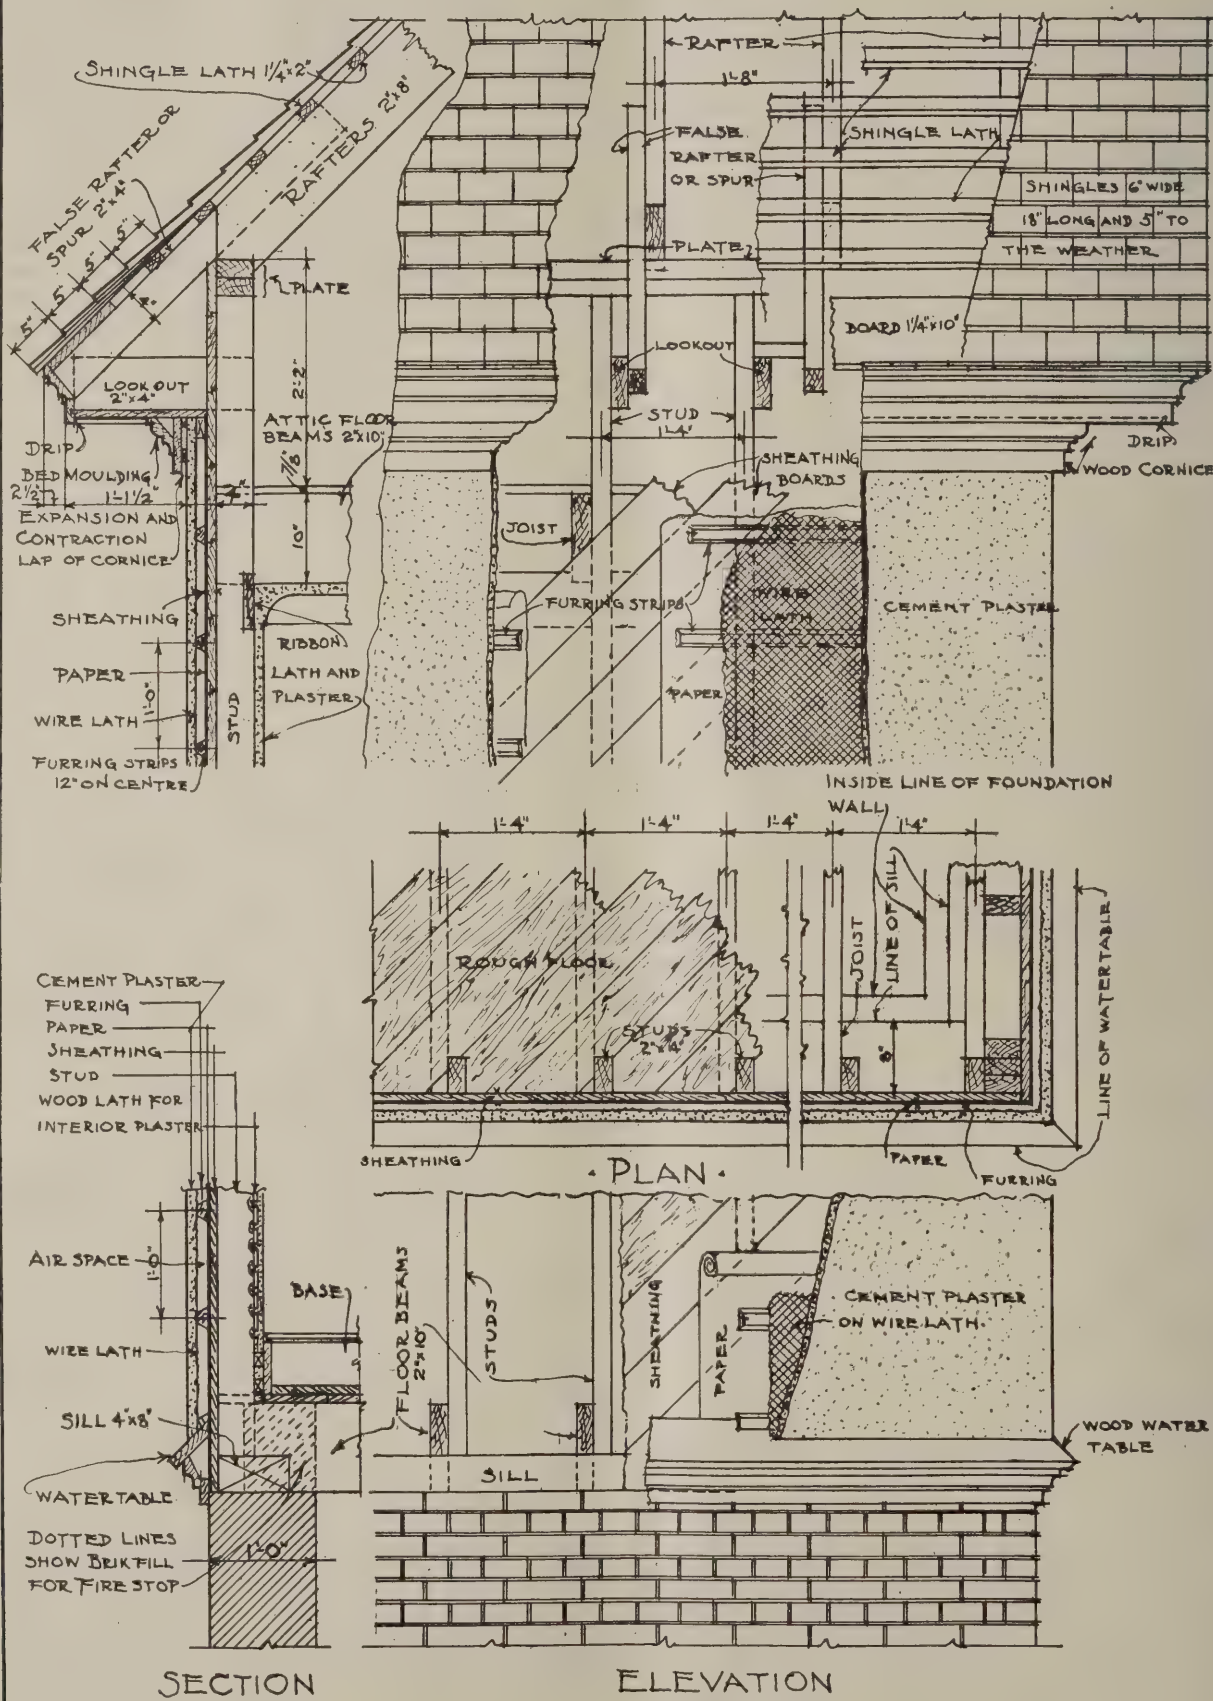 SHINGLE LATH 1¼"x2"
FALSE RAFTER OR
SPUR 2"x4"
RAFTERS 2"x8"
5"
5"
5"
5"
PLATE
LOOKOUT
2"x4"
2'-2"
ATTIC FLOOR
BEAMS 2"x10"
7/8"
10"
DRIP
BED MOULDING
2½"
1'-1½"
4"
EXPANSION AND
CONTRACTION
LAP OF CORNICE
SHEATHING
PAPER
1'-0"
WIRE LATH
FURRING STRIPS
12" ON CENTRE
STUD
RIBBON
LATH AND
PLASTER
RAFTER
1'-8"
FALSE
RAFTER
OR SPUR
SHINGLE LATH
SHINGLES 6" WIDE
18" LONG AND 5" TO
THE WEATHER
PLATE
BOARD 1¼"x10"
LOOKOUT
STUD
1'-4"
SHEATHING
BOARDS
DRIP
WOOD CORNICE
JOIST
FURRING STRIPS
WIRE
LATH
PAPER
CEMENT PLASTER
INSIDE LINE OF FOUNDATION
WALL
1'-4"
1'-4"
1'-4"
1'-4"
ROUGH FLOOR
STUDS
2"x4"
JOIST
LINE OF SILL
8"
LINE OF WATERTABLE
SHEATHING
PAPER
FURRING
· PLAN ·
CEMENT PLASTER
FURRING
PAPER
SHEATHING
STUD
WOOD LATH FOR
INTERIOR PLASTER
AIR SPACE
1'-0"
BASE
WIRE LATH
SILL 4"x8"
WATERTABLE
DOTTED LINES
SHOW BRIKFILL
FOR FIRE STOP
1'-0"
FLOOR BEAMS
2"x10"
STUDS
SILL
SHEATHING
PAPER
CEMENT PLASTER
ON WIRE LATH.
WOOD WATER
TABLE
SECTION
ELEVATION